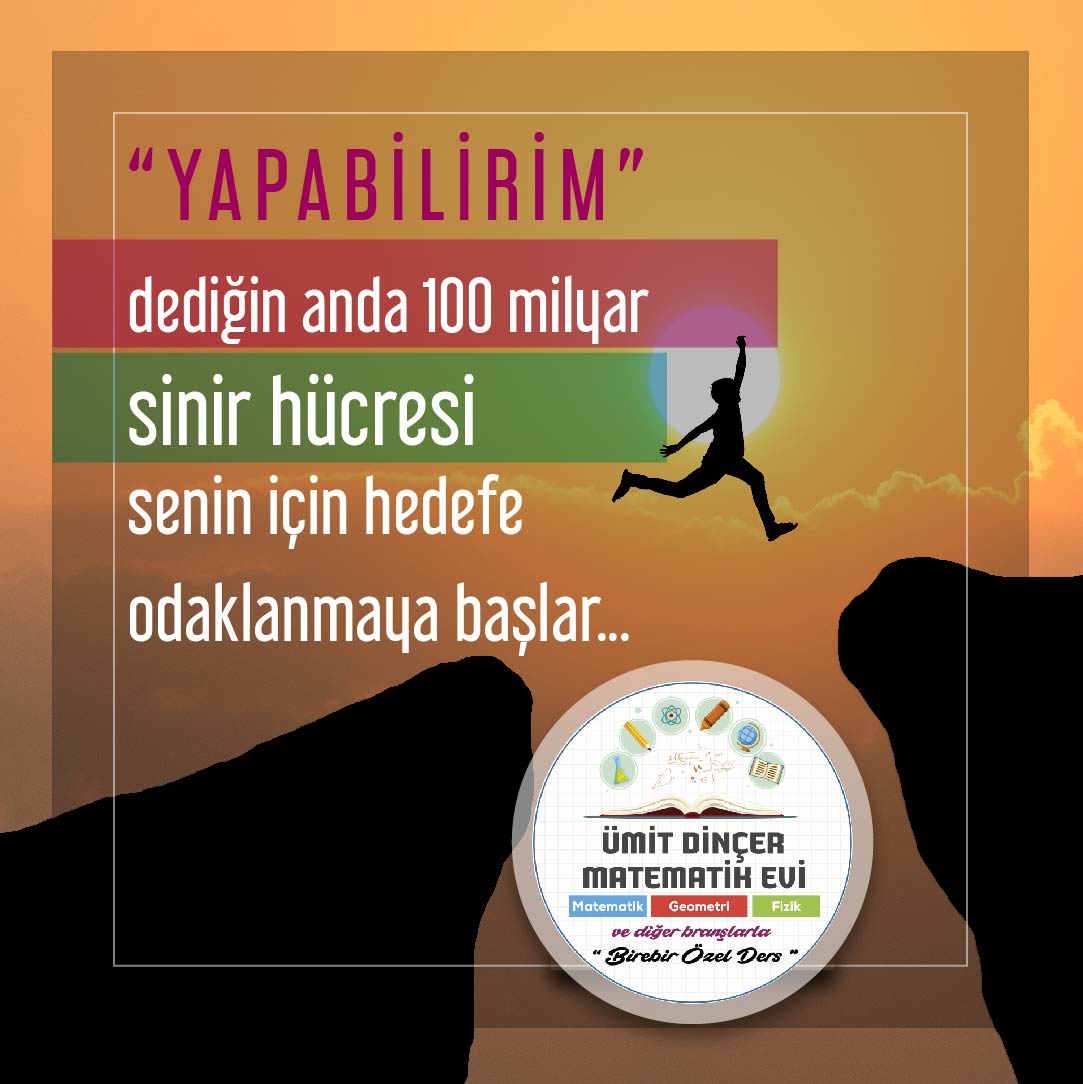 “YAPABİLİRİM”
dediğin anda 100 milyar
sinir hücresi
senin için hedefe
odaklanmaya başlar...
ÜMİT DİNÇER
MATEMATİK EVİ
Matematik Geometri Fizik
ve diğer branşlarla
“ Birebir Özel Ders ”